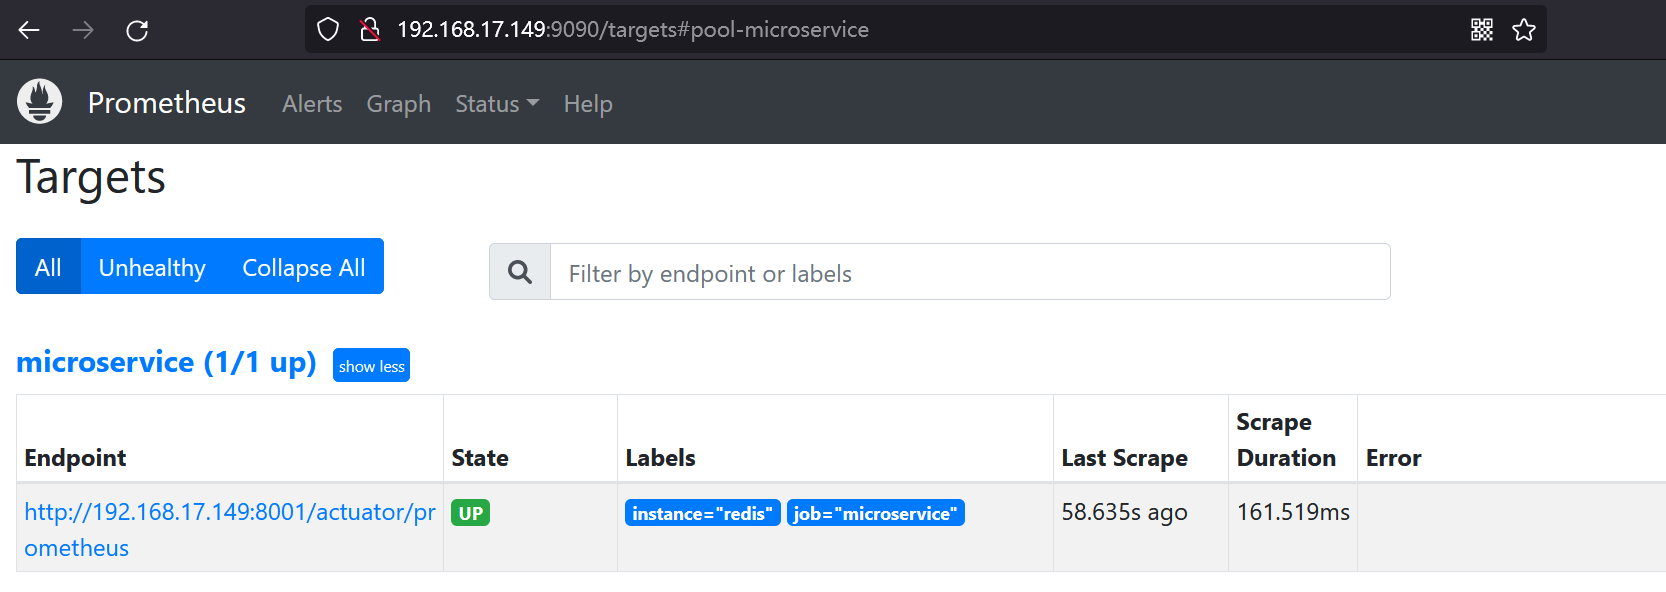 192.168.17.149:9090/targets#pool-microservice
Prometheus Alerts Graph Status Help
Targets
All Unhealthy Collapse All Filter by endpoint or labels
microservice (1/1 up) show less
Endpoint State Labels Last Scrape Scrape Duration Error
http://192.168.17.149:8001/actuator/pr
ometheus
UP instance="redis" job="microservice" 58.635s ago 161.519ms